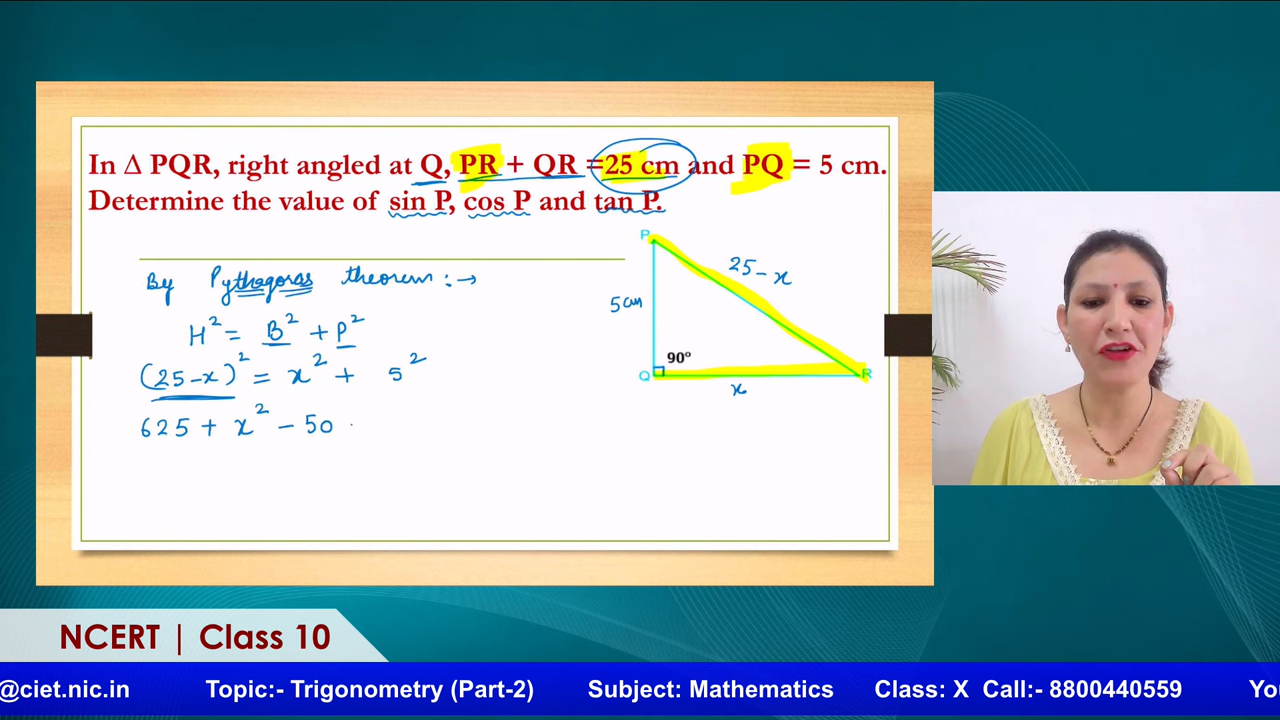 In Δ PQR, right angled at Q, PR + QR = 25 cm and PQ = 5 cm.
Determine the value of sin P, cos P and tan P.
By Pythagoras theorem :→
H² = B² + P²
(25-x)² = x² + 5²
625 + x² - 50
P
25-x
5cm
90°
Q
R
x
NCERT | Class 10
@ciet.nic.in Topic:- Trigonometry (Part-2) Subject: Mathematics Class: X Call:- 8800440559 Yo